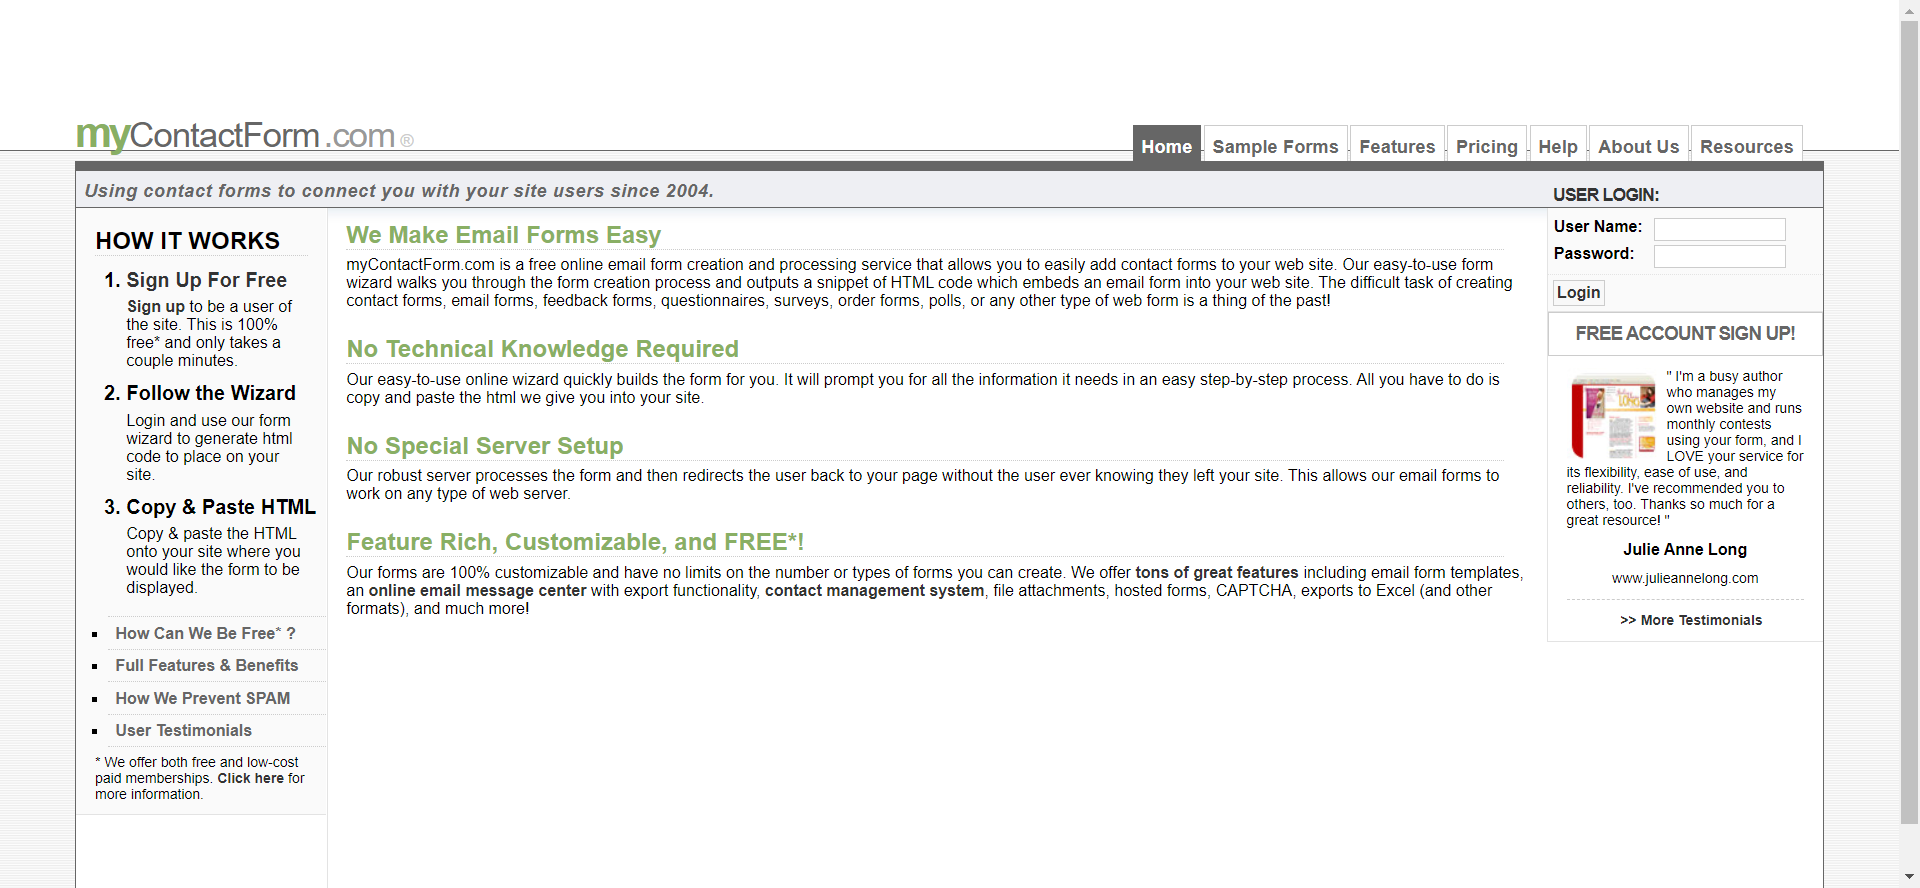 myContactForm.com®
Home
Sample Forms
Features
Pricing
Help
About Us
Resources
Using contact forms to connect you with your site users since 2004.
HOW IT WORKS
1. Sign Up For Free
Sign up to be a user of
the site. This is 100%
free* and only takes a
couple minutes.
2. Follow the Wizard
Login and use our form
wizard to generate html
code to place on your
site.
3. Copy & Paste HTML
Copy & paste the HTML
onto your site where you
would like the form to be
displayed.
How Can We Be Free* ?
Full Features & Benefits
How We Prevent SPAM
User Testimonials
* We offer both free and low-cost
paid memberships. Click here for
more information.
We Make Email Forms Easy
myContactForm.com is a free online email form creation and processing service that allows you to easily add contact forms to your web site. Our easy-to-use form
wizard walks you through the form creation process and outputs a snippet of HTML code which embeds an email form into your web site. The difficult task of creating
contact forms, email forms, feedback forms, questionnaires, surveys, order forms, polls, or any other type of web form is a thing of the past!
No Technical Knowledge Required
Our easy-to-use online wizard quickly builds the form for you. It will prompt you for all the information it needs in an easy step-by-step process. All you have to do is
copy and paste the html we give you into your site.
No Special Server Setup
Our robust server processes the form and then redirects the user back to your page without the user ever knowing they left your site. This allows our email forms to
work on any type of web server.
Feature Rich, Customizable, and FREE*!
Our forms are 100% customizable and have no limits on the number or types of forms you can create. We offer tons of great features including email form templates,
an online email message center with export functionality, contact management system, file attachments, hosted forms, CAPTCHA, exports to Excel (and other
formats), and much more!
USER LOGIN:
User Name:
Password:
Login
FREE ACCOUNT SIGN UP!
" I'm a busy author
who manages my
own website and runs
monthly contests
using your form, and I
LOVE your service for
its flexibility, ease of use, and
reliability. I've recommended you to
others, too. Thanks so much for a
great resource! "
Julie Anne Long
www.julieannelong.com
>> More Testimonials